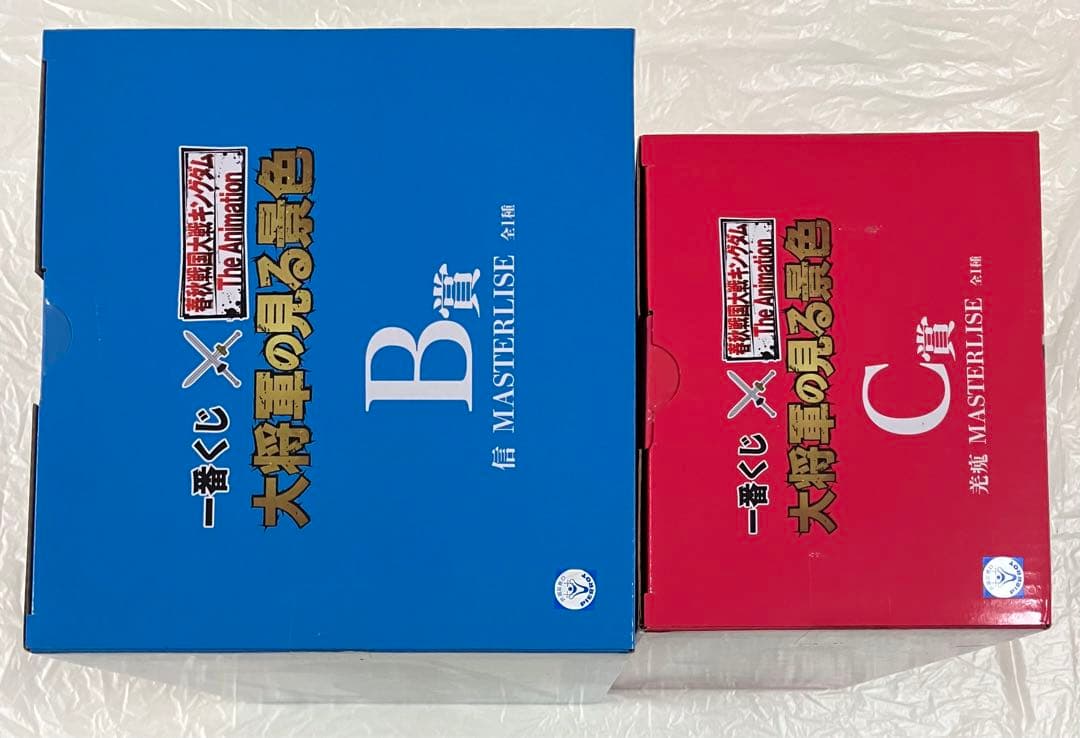 一番くじ
春秋戦国大戦キングダム
The Animation
大将軍の見る景色
B賞
信 MASTERLISE 全1種
PIERROT
一番くじ
春秋戦国大戦キングダム
The Animation
大将軍の見る景色
C賞
羌瘣 MASTERLISE 全1種
PIERROT